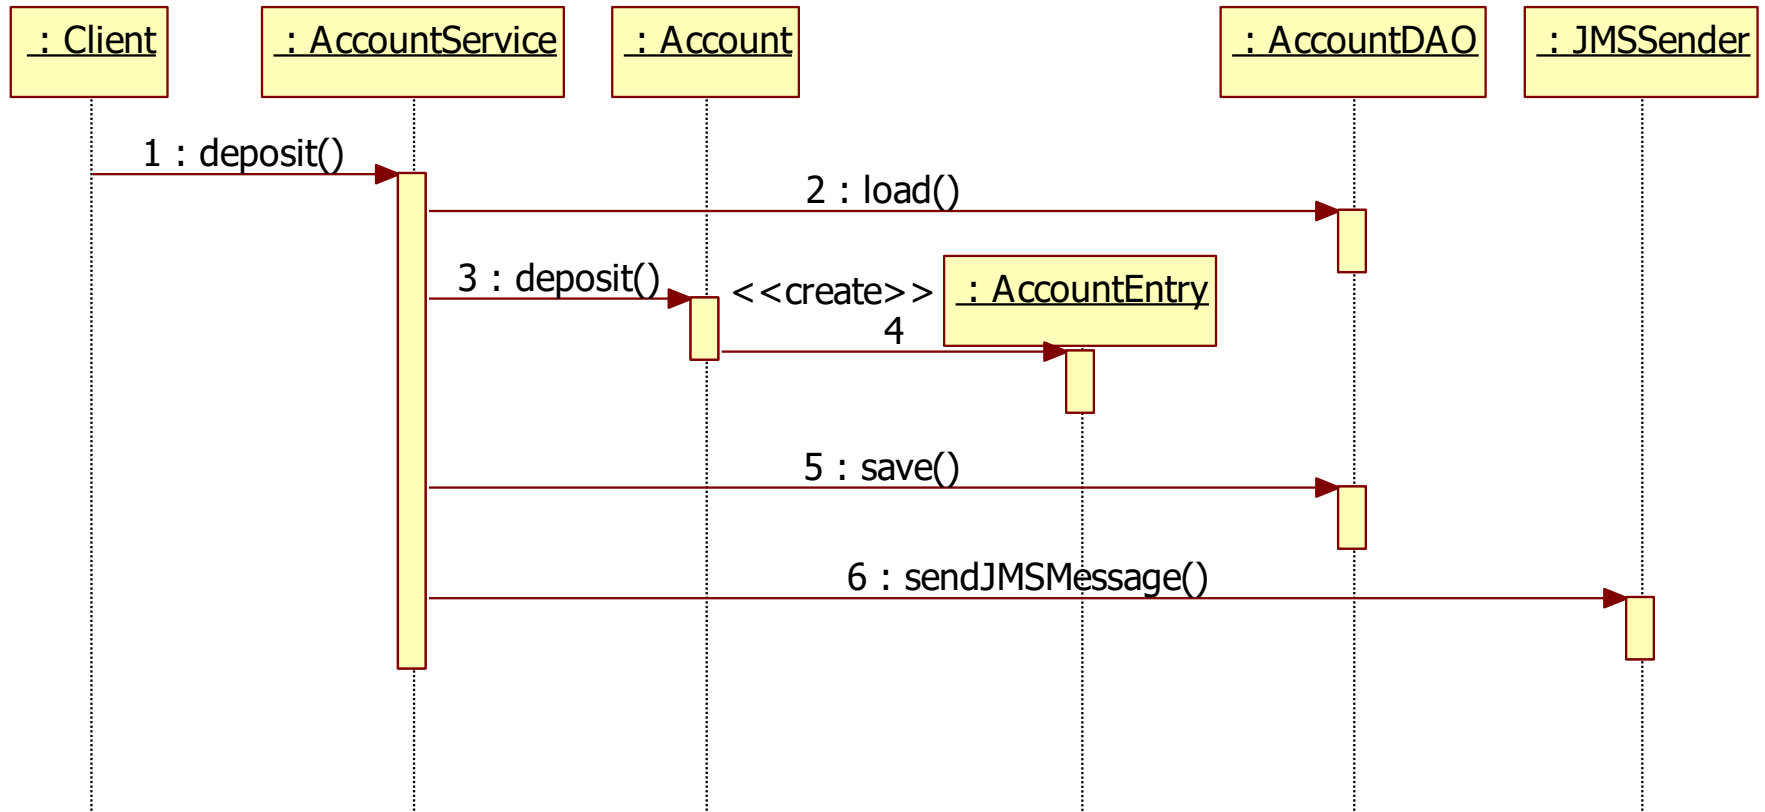 : Client
: AccountService
: Account
: AccountDAO
: JMSSender
1 : deposit()
2 : load()
3 : deposit()
<<create>>
4
: AccountEntry
5 : save()
6 : sendJMSMessage()